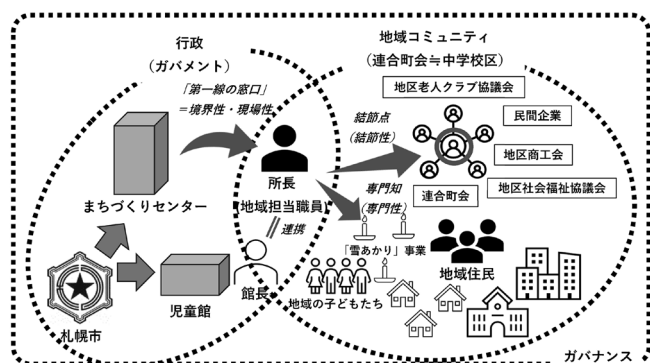 行政
（ガバメント）
「第一線の窓口」
＝境界性・現場性
まちづくりセンター
所長
[地域担当職員]
連携
館長
児童館
札幌市
地域コミュニティ
（連合町会≒中学校区）
地区老人クラブ協議会
結節点
（結節性）
民間企業
地区商工会
地区社会福祉協議会
連合町会
専門知
（専門性）
「雪あかり」事業
地域住民
地域の子どもたち
ガバナンス